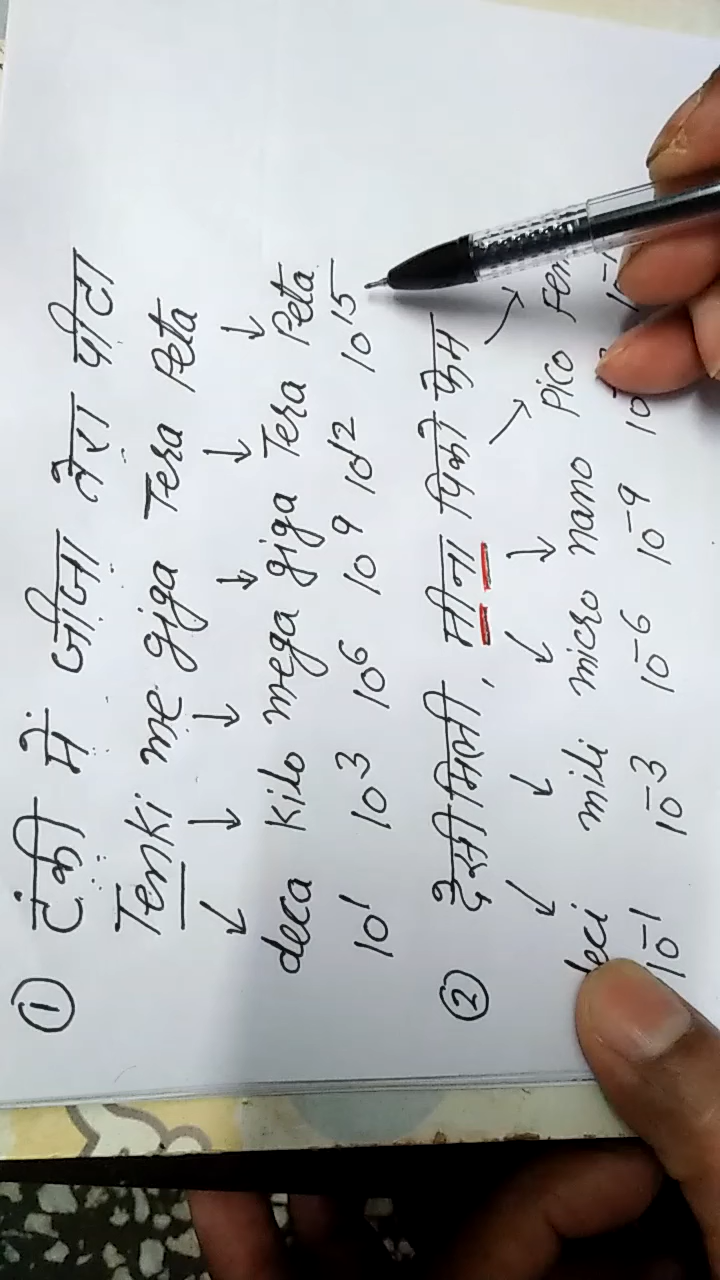 ① टंकी में जीजा तेरा पीटा
Tenki me giga Tera Peta
↓ ↓ ↓ ↓ ↓ ↓
deca kilo mega giga Tera Peta
10¹ 10³ 10⁶ 10⁹ 10¹² 10¹⁵
② देसी मिली, मीना पिको फेम
↓ ↓ ↓ ↓ ↓ ↓
deci mili micro nano Pico
10⁻¹ 10⁻³ 10⁻⁶ 10⁻⁹